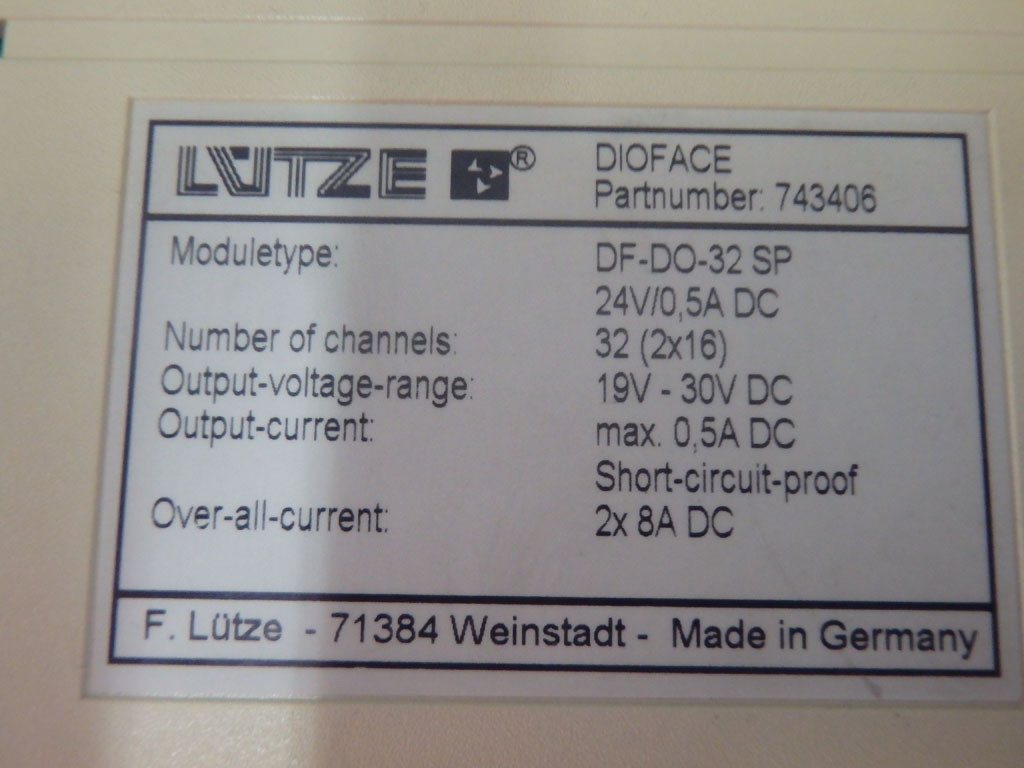 LÜTZE ® DIOFACE
Partnumber: 743406
Moduletype: DF-DO-32 SP
24V/0,5A DC
Number of channels: 32 (2x16)
Output-voltage-range: 19V - 30V DC
Output-current: max. 0,5A DC
Short-circuit-proof
Over-all-current: 2x 8A DC
F. Lütze - 71384 Weinstadt - Made in Germany